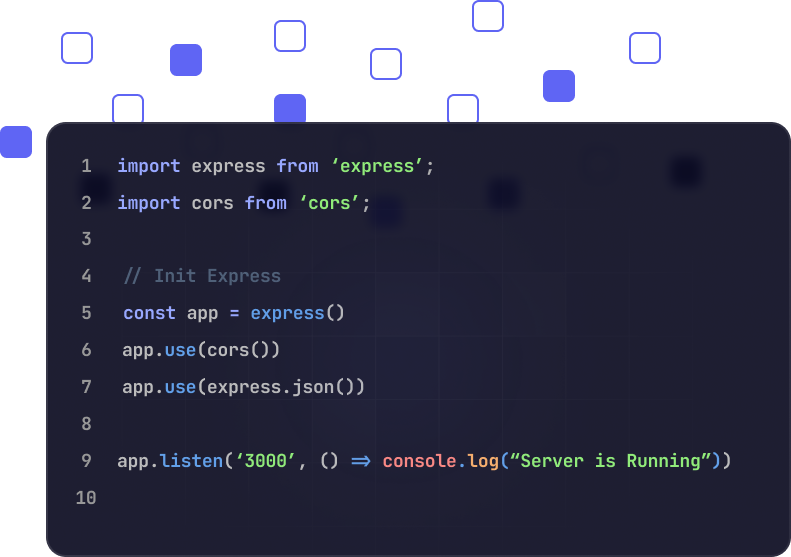 1 import express from ‘express’;
2 import cors from ‘cors’;
3
4 // Init Express
5 const app = express()
6 app.use(cors())
7 app.use(express.json())
8
9 app.listen(‘3000’, () => console.log(“Server is Running”))
10